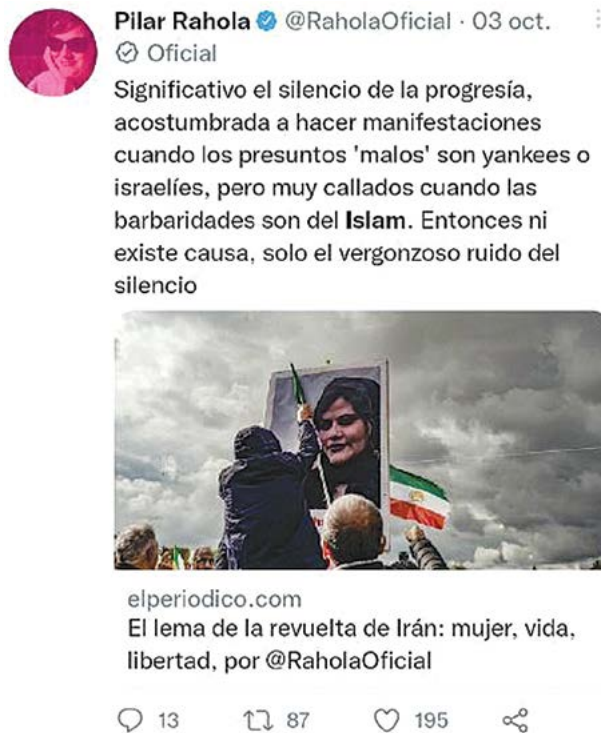 Pilar Rahola @RaholaOficial · 03 oct.
Oficial
Significativo el silencio de la progresía,
acostumbrada a hacer manifestaciones
cuando los presuntos 'malos' son yankees o
israelíes, pero muy callados cuando las
barbaridades son del Islam. Entonces ni
existe causa, solo el vergonzoso ruido del
silencio
elperiodico.com
El lema de la revuelta de Irán: mujer, vida,
libertad, por @RaholaOficial
13 87 195